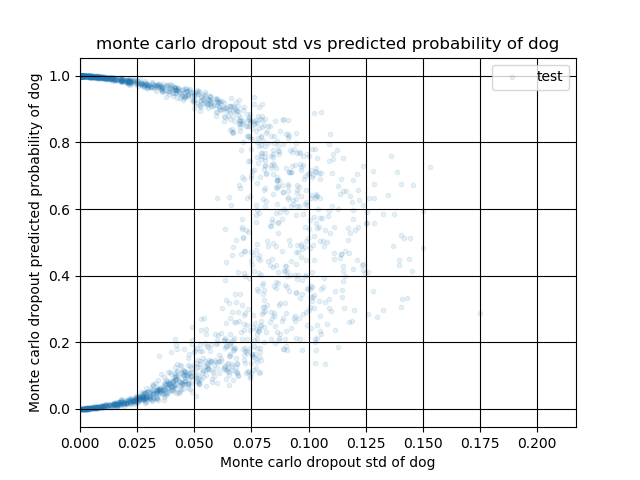 monte carlo dropout std vs predicted probability of dog
test
Monte carlo dropout predicted probability of dog
1.0
0.8
0.6
0.4
0.2
0.0
0.000 0.025 0.050 0.075 0.100 0.125 0.150 0.175 0.200
Monte carlo dropout std of dog